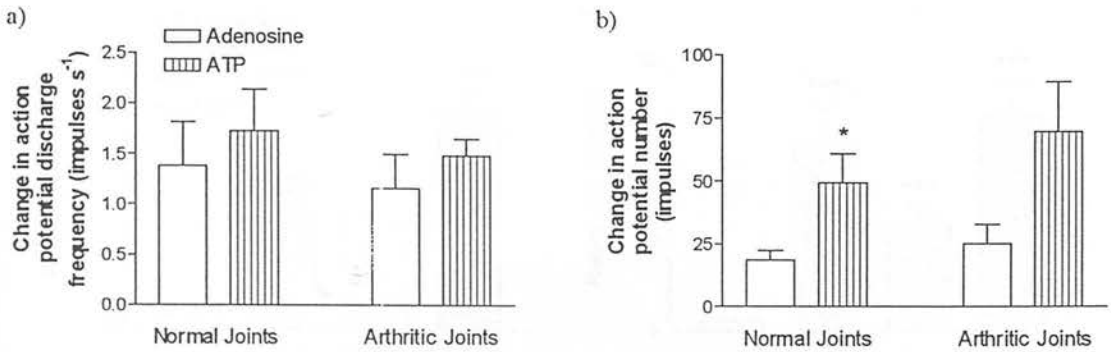 a)
Adenosine
ATP
Change in action
potential discharge
frequency (impulses s⁻¹)
2.5
2.0
1.5
1.0
0.5
0.0
Normal Joints
Arthritic Joints
b)
Change in action
potential number
(impulses)
100
75
50
25
0
*
Normal Joints
Arthritic Joints